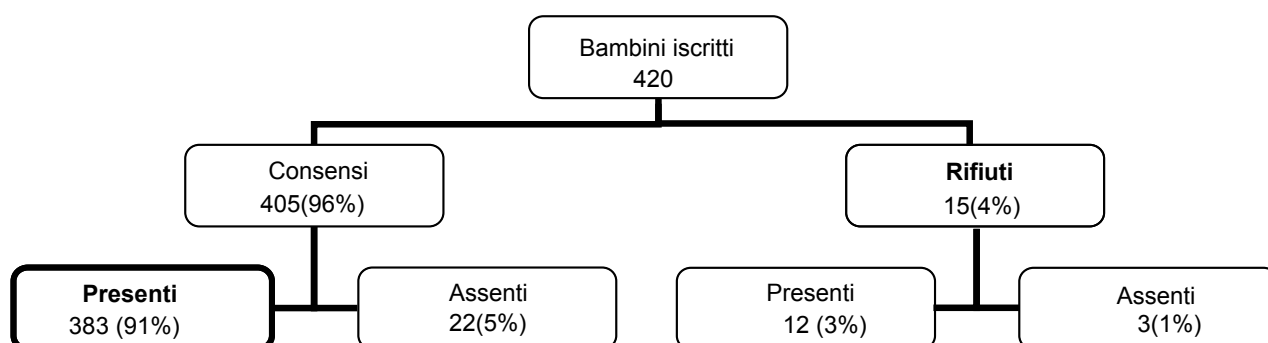 Bambini iscritti
420
Consensi
405(96%)
Rifiuti
15(4%)
Presenti
383 (91%)
Assenti
22(5%)
Presenti
12 (3%)
Assenti
3(1%)